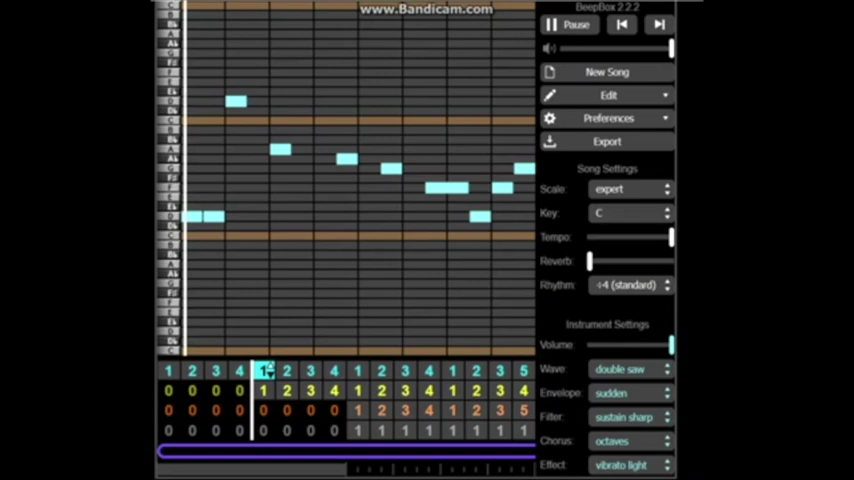 www.Bandicam.com
BeepBox 2.2.2
Pause
New Song
Edit
Preferences
Export
Song Settings
Scale: expert
Key: C
Tempo:
Reverb:
Rhythm: ÷4 (standard)
Instrument Settings
Volume:
Wave: double saw
Envelope: sudden
Filter: sustain sharp
Chorus: octaves
Effect: vibrato light
1 2 3 4 1 2 3 4 1 2 3 4 1 2 3 5
0 0 0 0 1 2 3 4 1 2 3 4 1 2 3 4
0 0 0 0 0 0 0 0 1 2 3 4 1 2 3 5
0 0 0 0 0 0 0 0 1 1 1 1 1 1 1 1